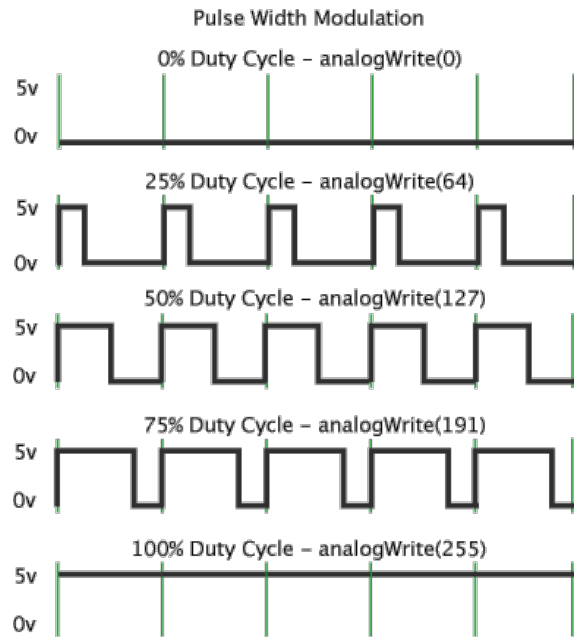 Pulse Width Modulation
0% Duty Cycle – analogWrite(0)
5v
0v
25% Duty Cycle – analogWrite(64)
5v
0v
50% Duty Cycle – analogWrite(127)
5v
0v
75% Duty Cycle – analogWrite(191)
5v
0v
100% Duty Cycle – analogWrite(255)
5v
0v